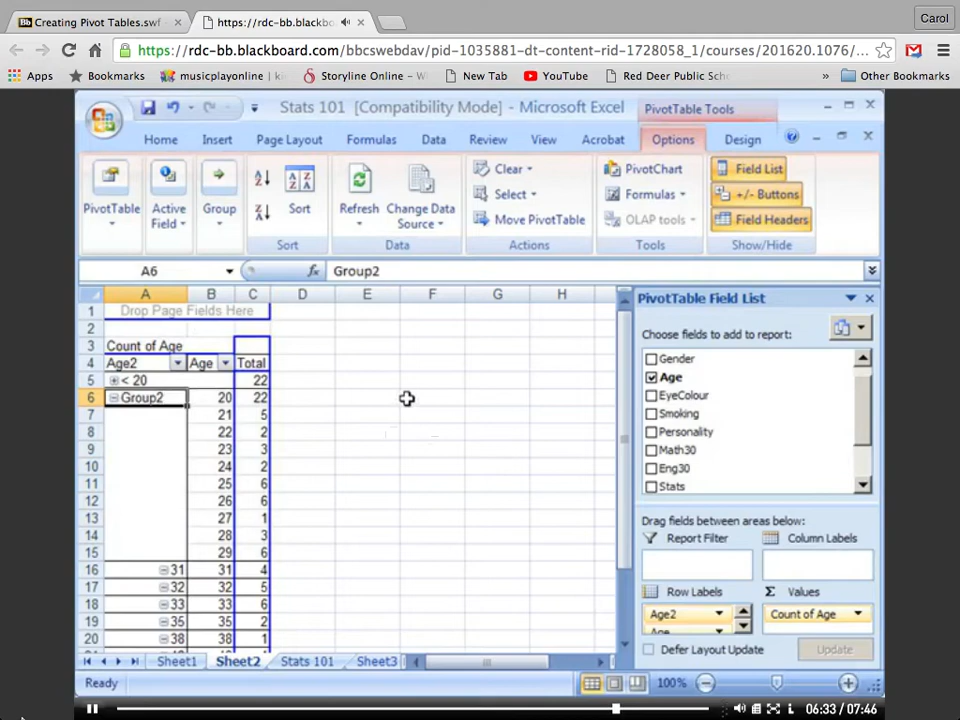 Creating Pivot Tables.swf
https://rdc-bb.blackbo
Carol
https://rdc-bb.blackboard.com/bbcswebdav/pid-1035881-dt-content-rid-1728058_1/courses/201620.1076/...
Apps
Bookmarks
musicplayonline | ki
Storyline Online – W
New Tab
YouTube
Red Deer Public Sch
»
Other Bookmarks
Stats 101 [Compatibility Mode] - Microsoft Excel
PivotTable Tools
Home
Insert
Page Layout
Formulas
Data
Review
View
Acrobat
Options
Design
PivotTable
Active Field
Group
Sort
Sort
Refresh
Change Data Source
Data
Clear
Select
Move PivotTable
Actions
PivotChart
Formulas
OLAP tools
Tools
Field List
+/- Buttons
Field Headers
Show/Hide
A6
fx
Group2
A B C D E F G H
1 Drop Page Fields Here
2
3 Count of Age
4 Age2 Age Total
5 < 20 22
6 Group2 20 22
7 21 5
8 22 2
9 23 3
10 24 2
11 25 6
12 26 6
13 27 1
14 28 3
15 29 6
16 31 31 4
17 32 32 5
18 33 33 6
19 35 35 2
20 38 38 1
PivotTable Field List
Choose fields to add to report:
Gender
Age
EyeColour
Smoking
Personality
Math30
Eng30
Stats
Drag fields between areas below:
Report Filter
Column Labels
Row Labels
Σ Values
Age2
Age
Count of Age
Defer Layout Update
Update
Sheet1
Sheet2
Stats 101
Sheet3
Ready
100%
06:33 / 07:46